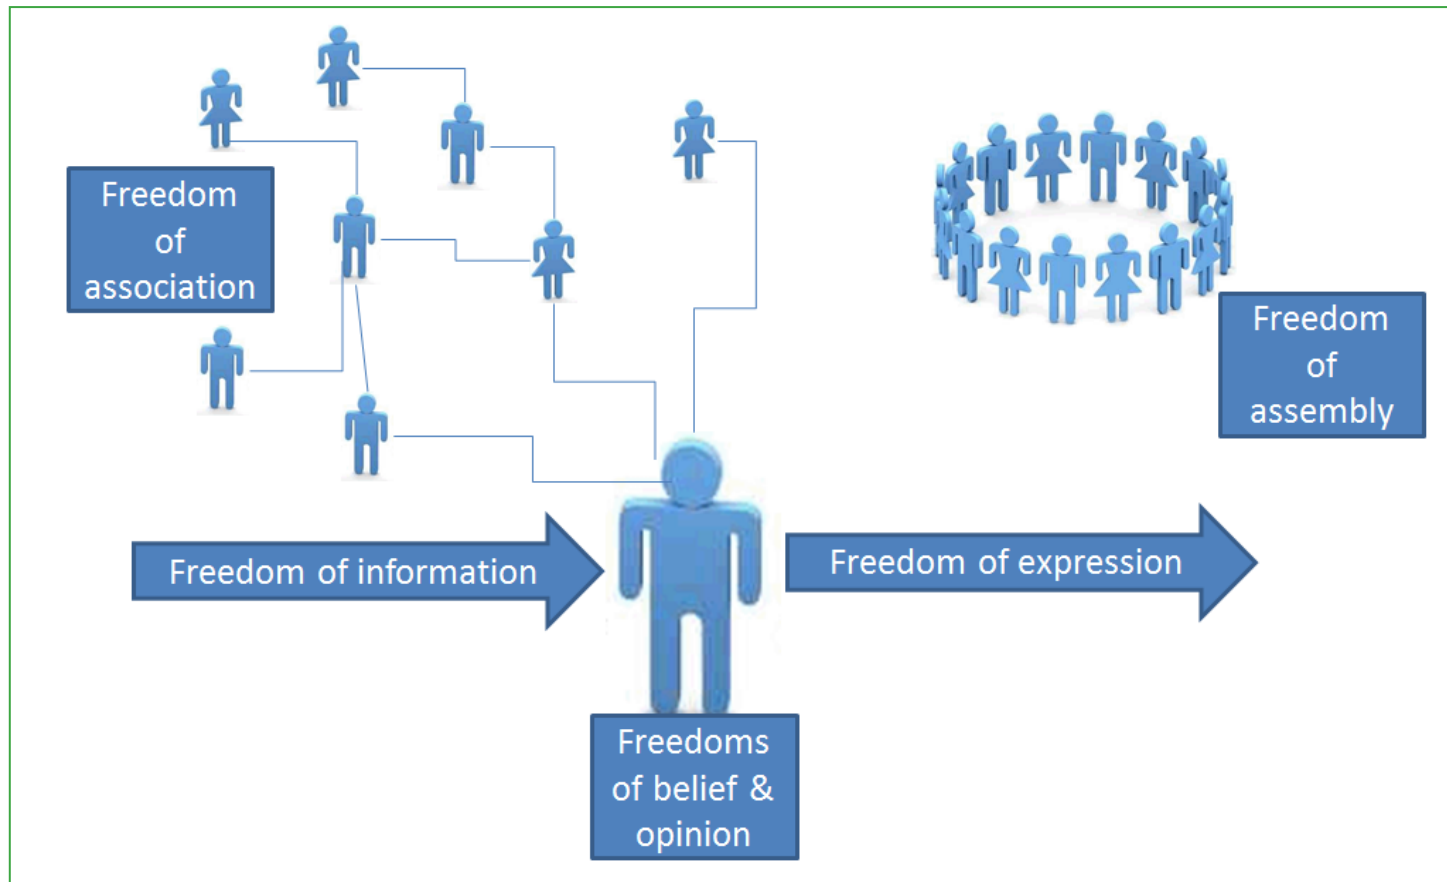 Freedom
of
association
Freedom
of
assembly
Freedom of information
Freedom of expression
Freedoms
of belief &
opinion